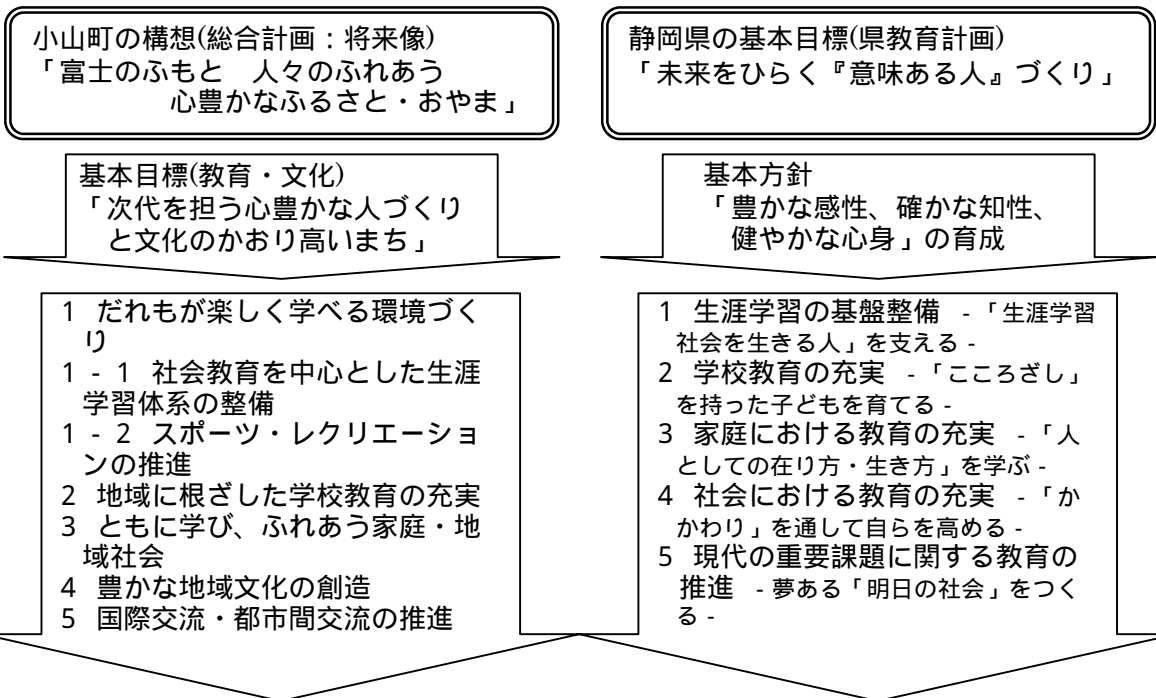 小山町の構想(総合計画：将来像)
「富士のふもと　人々のふれあう
心豊かなふるさと・おやま」
基本目標(教育・文化)
「次代を担う心豊かな人づくり
と文化のかおり高いまち」
1 だれもが楽しく学べる環境づく
り
1 - 1 社会教育を中心とした生涯
学習体系の整備
1 - 2 スポーツ・レクリエーショ
ンの推進
2 地域に根ざした学校教育の充実
3 ともに学び、ふれあう家庭・地
域社会
4 豊かな地域文化の創造
5 国際交流・都市間交流の推進
静岡県の基本目標(県教育計画)
「未来をひらく『意味ある人』づくり」
基本方針
「豊かな感性、確かな知性、
健やかな心身」の育成
1 生涯学習の基盤整備 -「生涯学習
社会を生きる人」を支える -
2 学校教育の充実 -「こころざし」
を持った子どもを育てる -
3 家庭における教育の充実 -「人
としての在り方・生き方」を学ぶ -
4 社会における教育の充実 -「か
かわり」を通して自らを高める -
5 現代の重要課題に関する教育の
推進 - 夢ある「明日の社会」をつく
る -